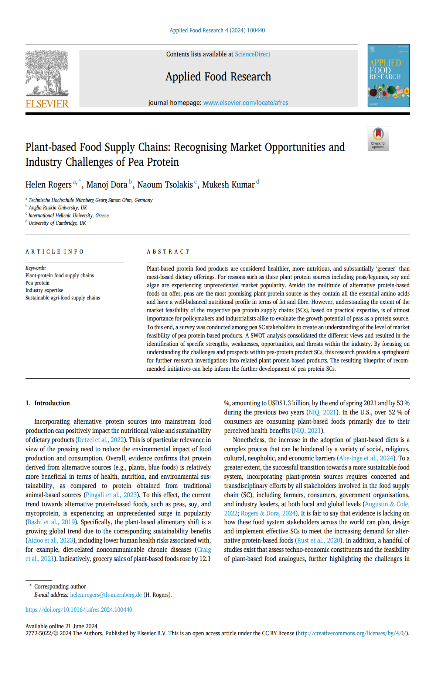 Applied Food Research 4 (2024) 100440
Contents lists available at ScienceDirect
Applied Food Research
journal homepage: www.elsevier.com/locate/afres
ELSEVIER
APPLIED
FOOD
RESEARCH
Check for
updates
Plant-based Food Supply Chains: Recognising Market Opportunities and
Industry Challenges of Pea Protein
Helen Rogers a,*, Manoj Dora b, Naoum Tsolakis c, Mukesh Kumar d
a Technische Hochschule Nürnberg Georg Simon Ohm, Germany
b Anglia Ruskin University, UK
c International Hellenic University, Greece
d University of Cambridge, UK
ARTICLE INFO
Keywords:
Plant-protein food supply chains
Pea protein
Industry expertise
Sustainable agri-food supply chains
ABSTRACT
Plant-based protein food products are considered healthier, more nutritious, and substantially 'greener' than
meat-based dietary offerings. For reasons such as these plant protein sources including peas/legumes, soy and
algae are experiencing unprecedented market popularity. Amidst the multitude of alternative protein-based
foods on offer, peas are the most promising plant-protein source as they contain all the essential amino acids
and have a well-balanced nutritional profile in terms of fat and fibre. However, understanding the extent of the
market feasibility of the respective pea protein supply chains (SCs), based on practical expertise, is of utmost
importance for policymakers and industrialists alike to evaluate the growth potential of peas as a protein source.
To this end, a survey was conducted among pea SC stakeholders to create an understanding of the level of market
feasibility of pea protein-based products. A SWOT analysis consolidated the different views and resulted in the
identification of specific strengths, weaknesses, opportunities, and threats within the industry. By focusing on
understanding the challenges and prospects within pea-protein product SCs, this research provides a springboard
for further research investigations into related plant protein-based products. The resulting blueprint of recom-
mended initiatives can help inform the further development of pea protein SCs.
1. Introduction
Incorporating alternative protein sources into mainstream food
production can positively impact the nutritional value and sustainability
of dietary products (Detzel et al., 2022). This is of particular relevance in
view of the pressing need to reduce the environmental impact of food
production and consumption. Overall, evidence confirms that protein
derived from alternative sources (e.g., plants, blue foods) is relatively
more beneficial in terms of health, nutrition, and environmental sus-
tainability, as compared to protein obtained from traditional
animal-based sources (Pingali et al., 2023). To this effect, the current
trend towards alternative protein-based foods, such as peas, soy, and
mycoprotein, is experiencing an unprecedented surge in popularity
(Bashi et al., 2019). Specifically, the plant-based alimentary shift is a
growing global trend due to the corresponding sustainability benefits
(Aidoo et al., 2023), including lower human health risks associated with,
for example, diet-related noncommunicable chronic diseases (Craig
et al., 2021). Indicatively, grocery sales of plant-based foods rose by 12.1
%, amounting to USD$1.3 billion, by the end of spring 2021 and by 53 %
during the previous two years (NIQ, 2021). In the U.S., over 52 % of
consumers are consuming plant-based foods primarily due to their
perceived health benefits (NIQ, 2021).
Nonetheless, the increase in the adoption of plant-based diets is a
complex process that can be hindered by a variety of social, religious,
cultural, neophobic, and economic barriers (Abe-Inge et al., 2024). To a
greater extent, the successful transition towards a more sustainable food
system, incorporating plant-protein sources requires concerted and
transdisciplinary efforts by all stakeholders involved in the food supply
chain (SC), including farmers, consumers, government organisations,
and industry leaders, at both local and global levels (Augustin & Cole,
2022; Rogers & Dora, 2024). It is fair to say that evidence is lacking on
how these food system stakeholders across the world can plan, design
and implement effective SCs to meet the increasing demand for alter-
native protein-based foods (Rust et al., 2020). In addition, a handful of
studies exist that assess techno-economic constituents and the feasibility
of plant-based food analogues, further highlighting the challenges in
* Corresponding author
E-mail address: helen.rogers@th-nuernberg.de (H. Rogers).
https://doi.org/10.1016/j.afres.2024.100440
Available online 21 June 2024
2772-5022/© 2024 The Authors. Published by Elsevier B.V. This is an open access article under the CC BY license (http://creativecommons.org/licenses/by/4.0/).